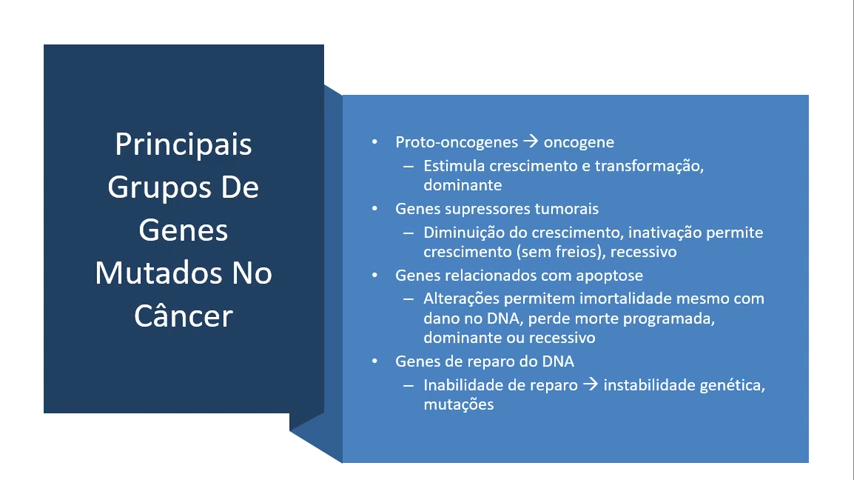 Principais
Grupos De
Genes
Mutados No
Câncer
• Proto-oncogenes → oncogene
– Estimula crescimento e transformação,
dominante
• Genes supressores tumorais
– Diminuição do crescimento, inativação permite
crescimento (sem freios), recessivo
• Genes relacionados com apoptose
– Alterações permitem imortalidade mesmo com
dano no DNA, perde morte programada,
dominante ou recessivo
• Genes de reparo do DNA
– Inabilidade de reparo → instabilidade genética,
mutações